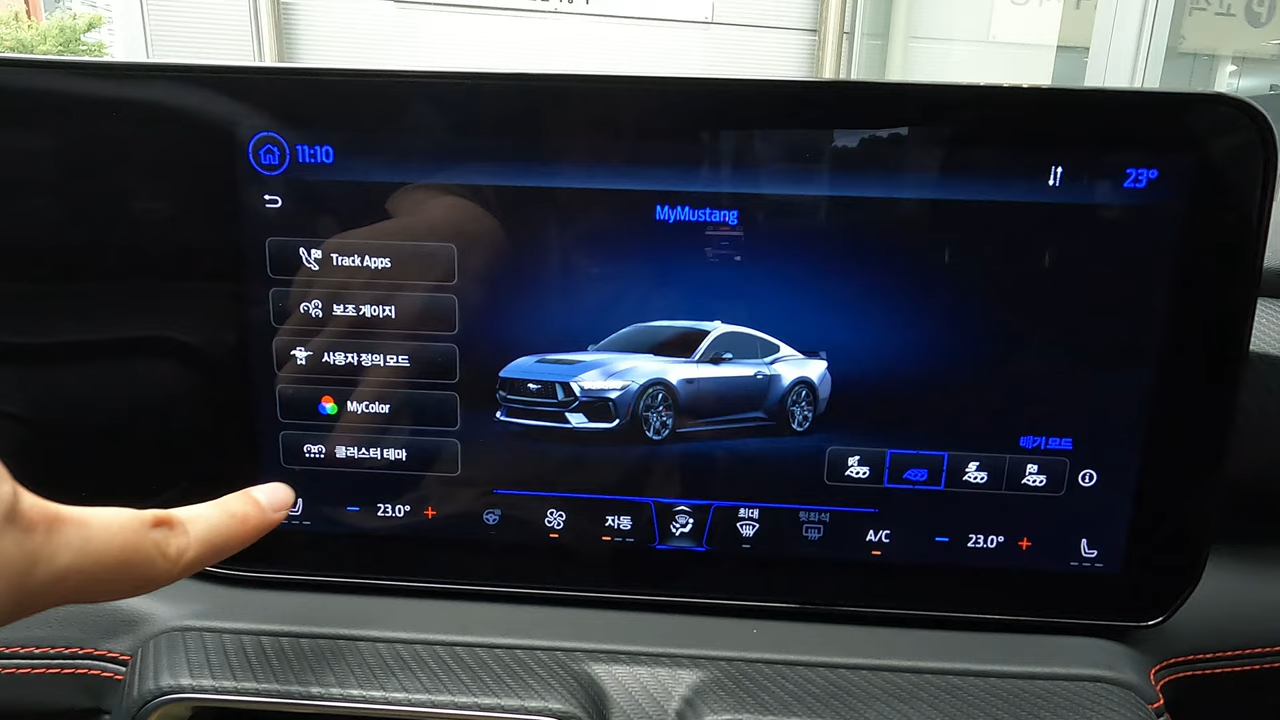 11:10
23°
MyMustang
Track Apps
보조 게이지
사용자 정의 모드
MyColor
클러스터 테마
배기 모드
23.0°
자동
최대
뒷좌석
A/C
23.0°